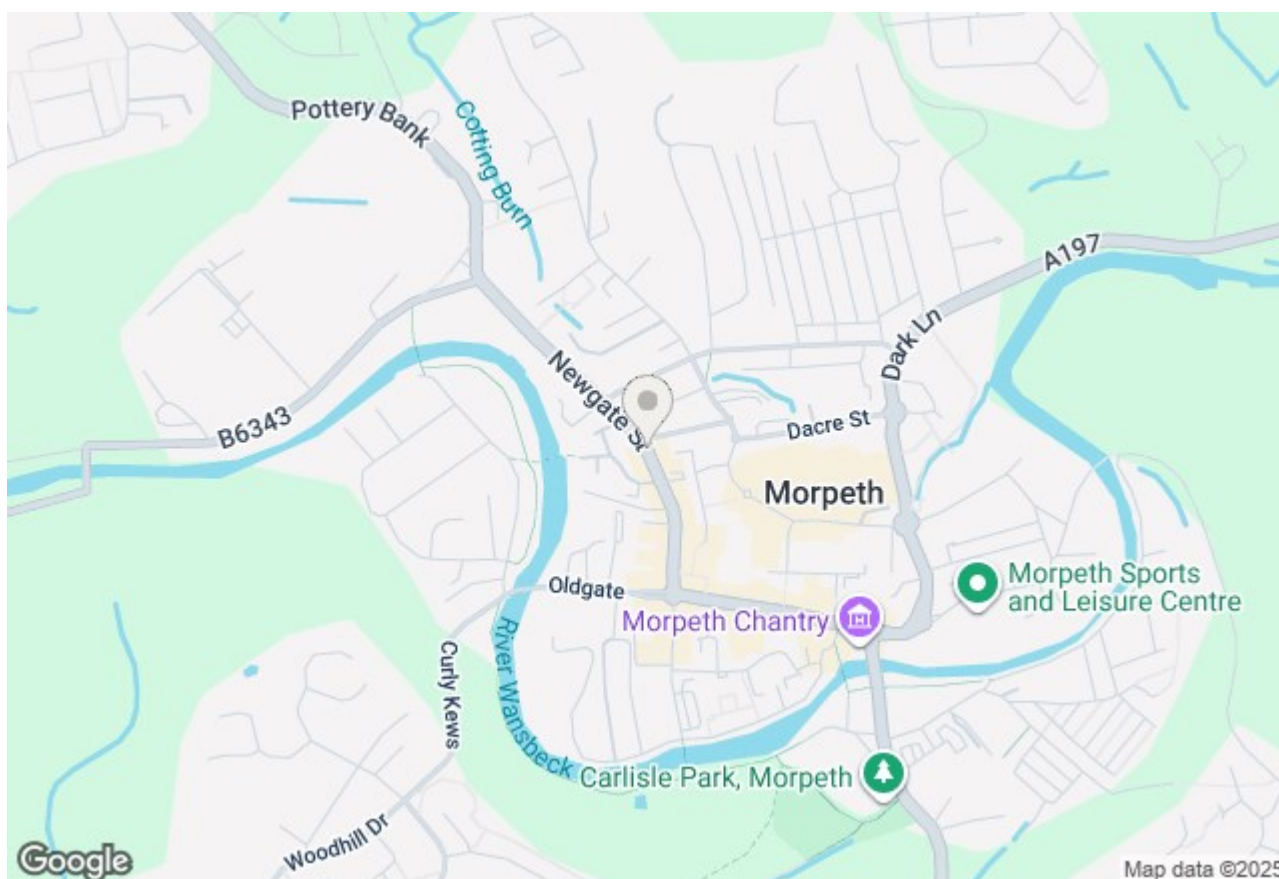 Pottery Bank
Cotting Burn
A197
Dark Ln
Newgate St
B6343
Dacre St
Morpeth
Oldgate
Morpeth Sports
and Leisure Centre
Morpeth Chantry
Curly Kews
River Wansbeck
Carlisle Park, Morpeth
Woodhill Dr
Google
Map data ©2025